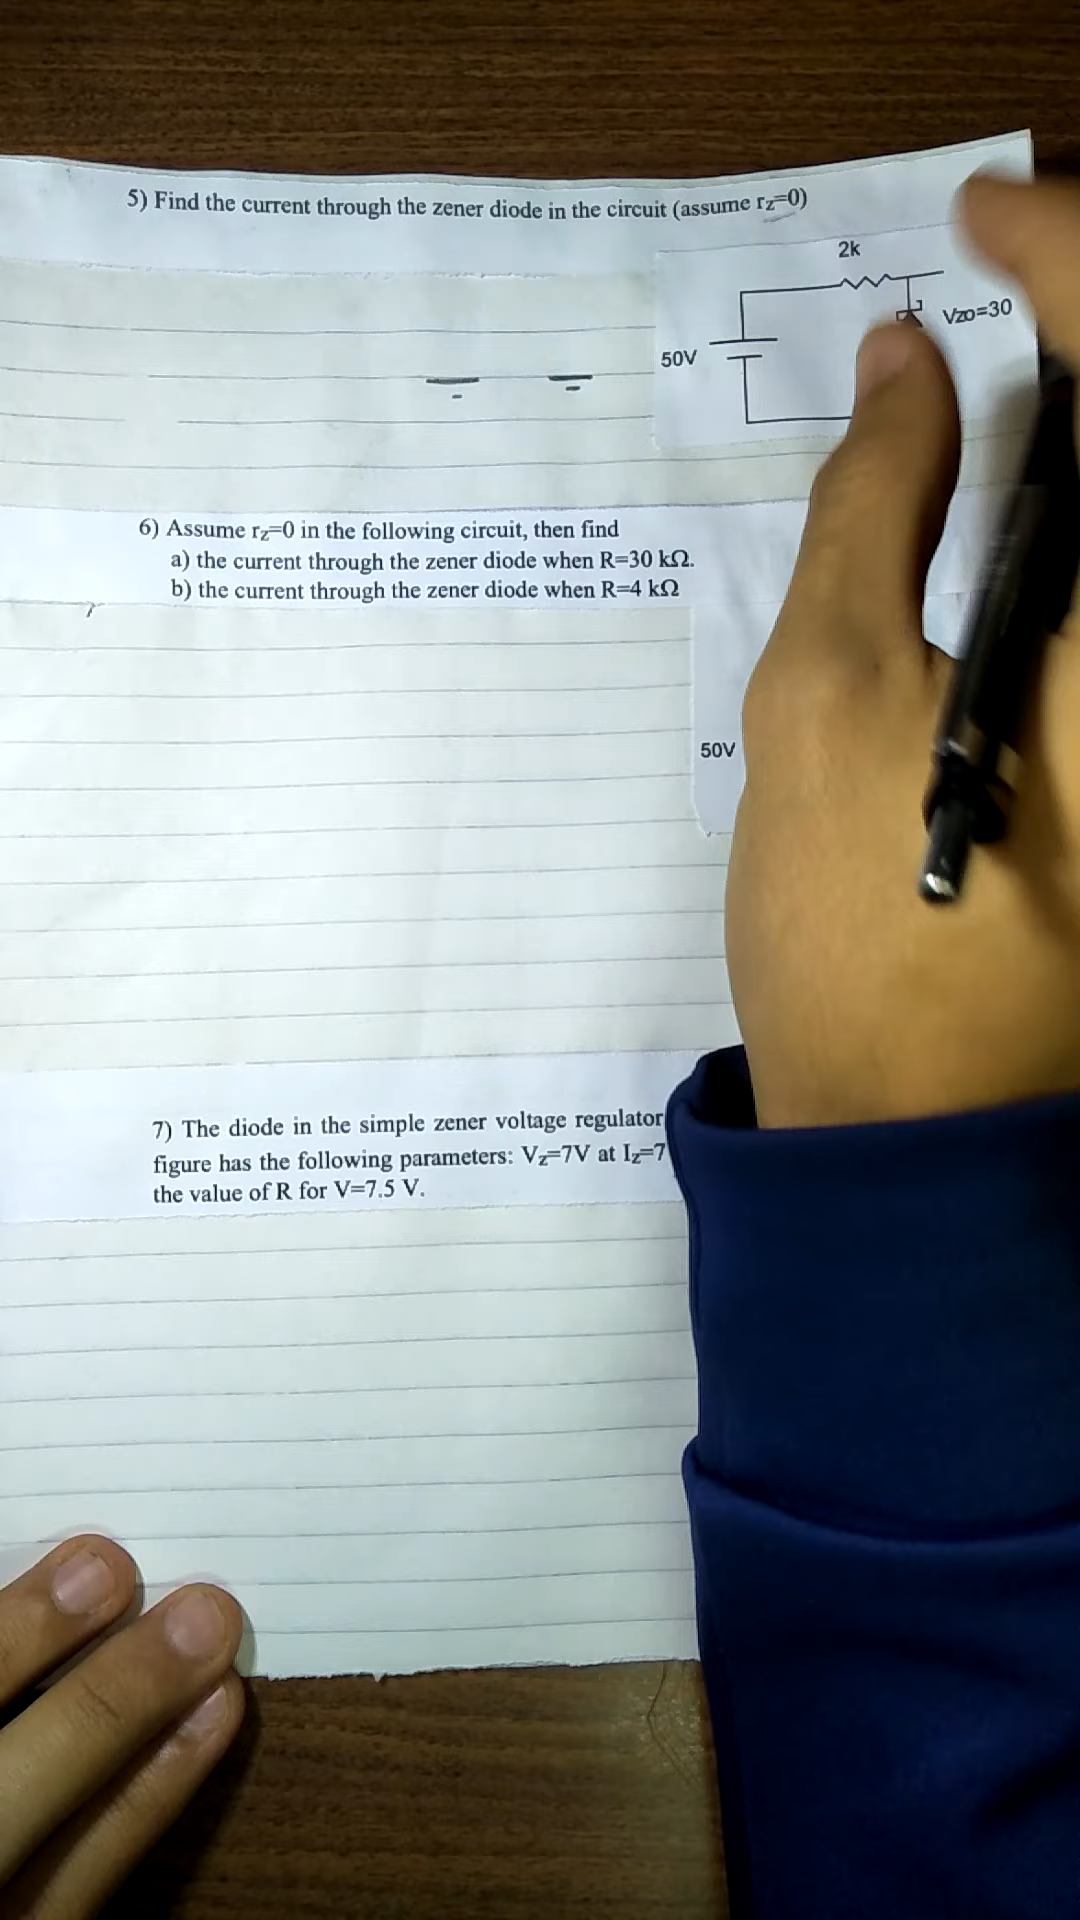 5) Find the current through the zener diode in the circuit (assume rz=0)
2k
Vzo=30
50V
6) Assume rz=0 in the following circuit, then find
a) the current through the zener diode when R=30 kΩ.
b) the current through the zener diode when R=4 kΩ
50V
7) The diode in the simple zener voltage regulator
figure has the following parameters: Vz=7V at Iz=7
the value of R for V=7.5 V.